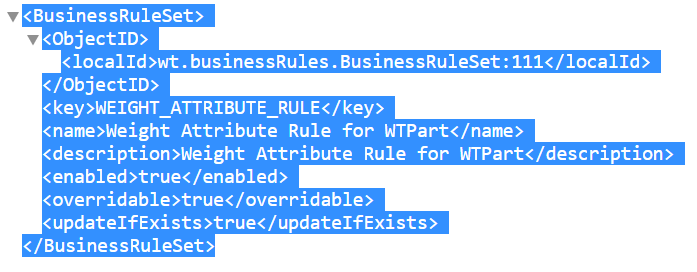 <BusinessRuleSet>
<ObjectID>
<localId>wt.businessRules.BusinessRuleSet:111</localId>
</ObjectID>
<key>WEIGHT_ATTRIBUTE_RULE</key>
<name>Weight Attribute Rule for WTPart</name>
<description>Weight Attribute Rule for WTPart</description>
<enabled>true</enabled>
<overridable>true</overridable>
<updateIfExists>true</updateIfExists>
</BusinessRuleSet>